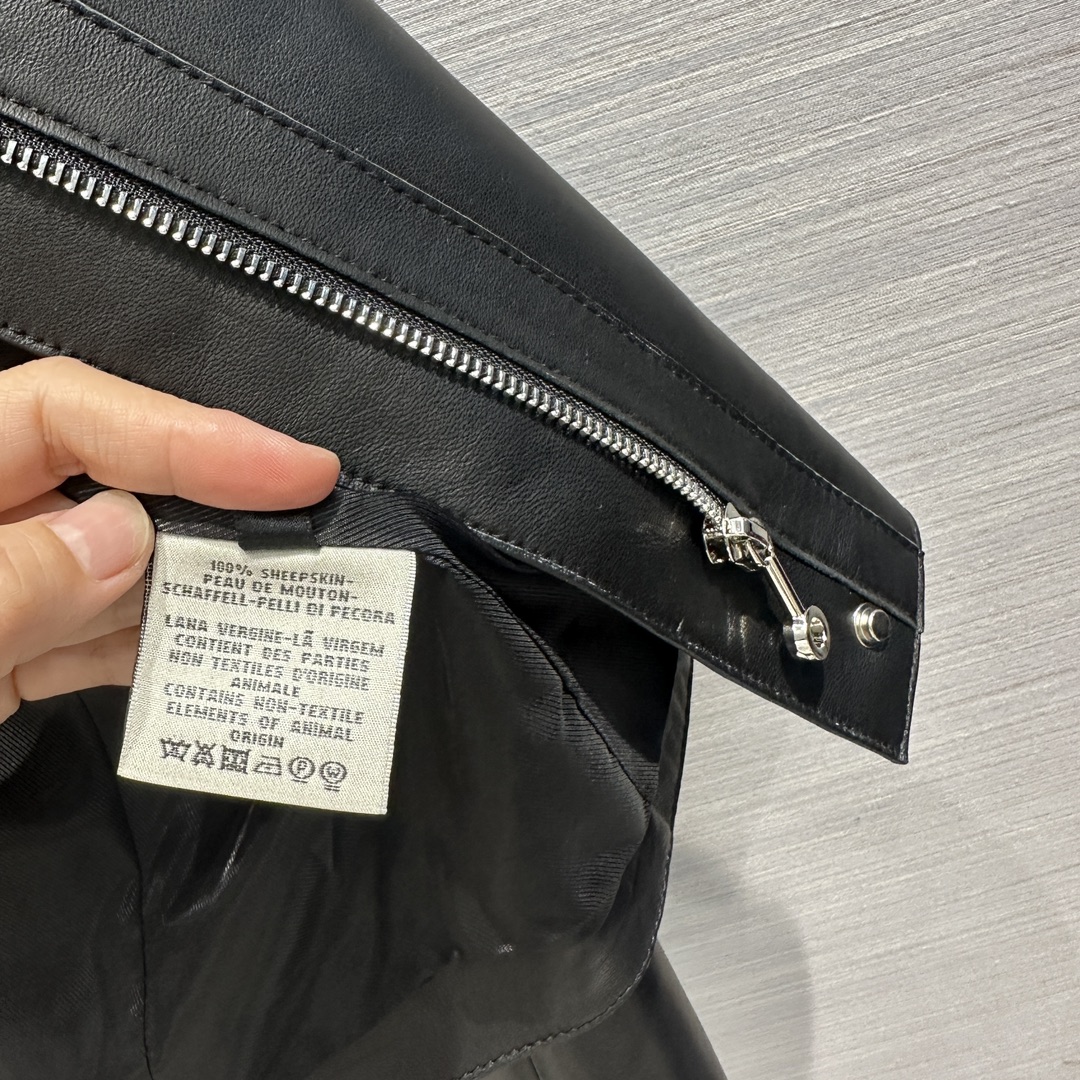 100% SHEEPSKIN-
PEAU DE MOUTON-
SCHAFFELL-PELLI DI PECORA
LANA VERGINE-LÃ VIRGEM
CONTIENT DES PARTIES
NON TEXTILES D'ORIGINE
ANIMALE
CONTAINS NON-TEXTILE
ELEMENTS OF ANIMAL
ORIGIN
P W